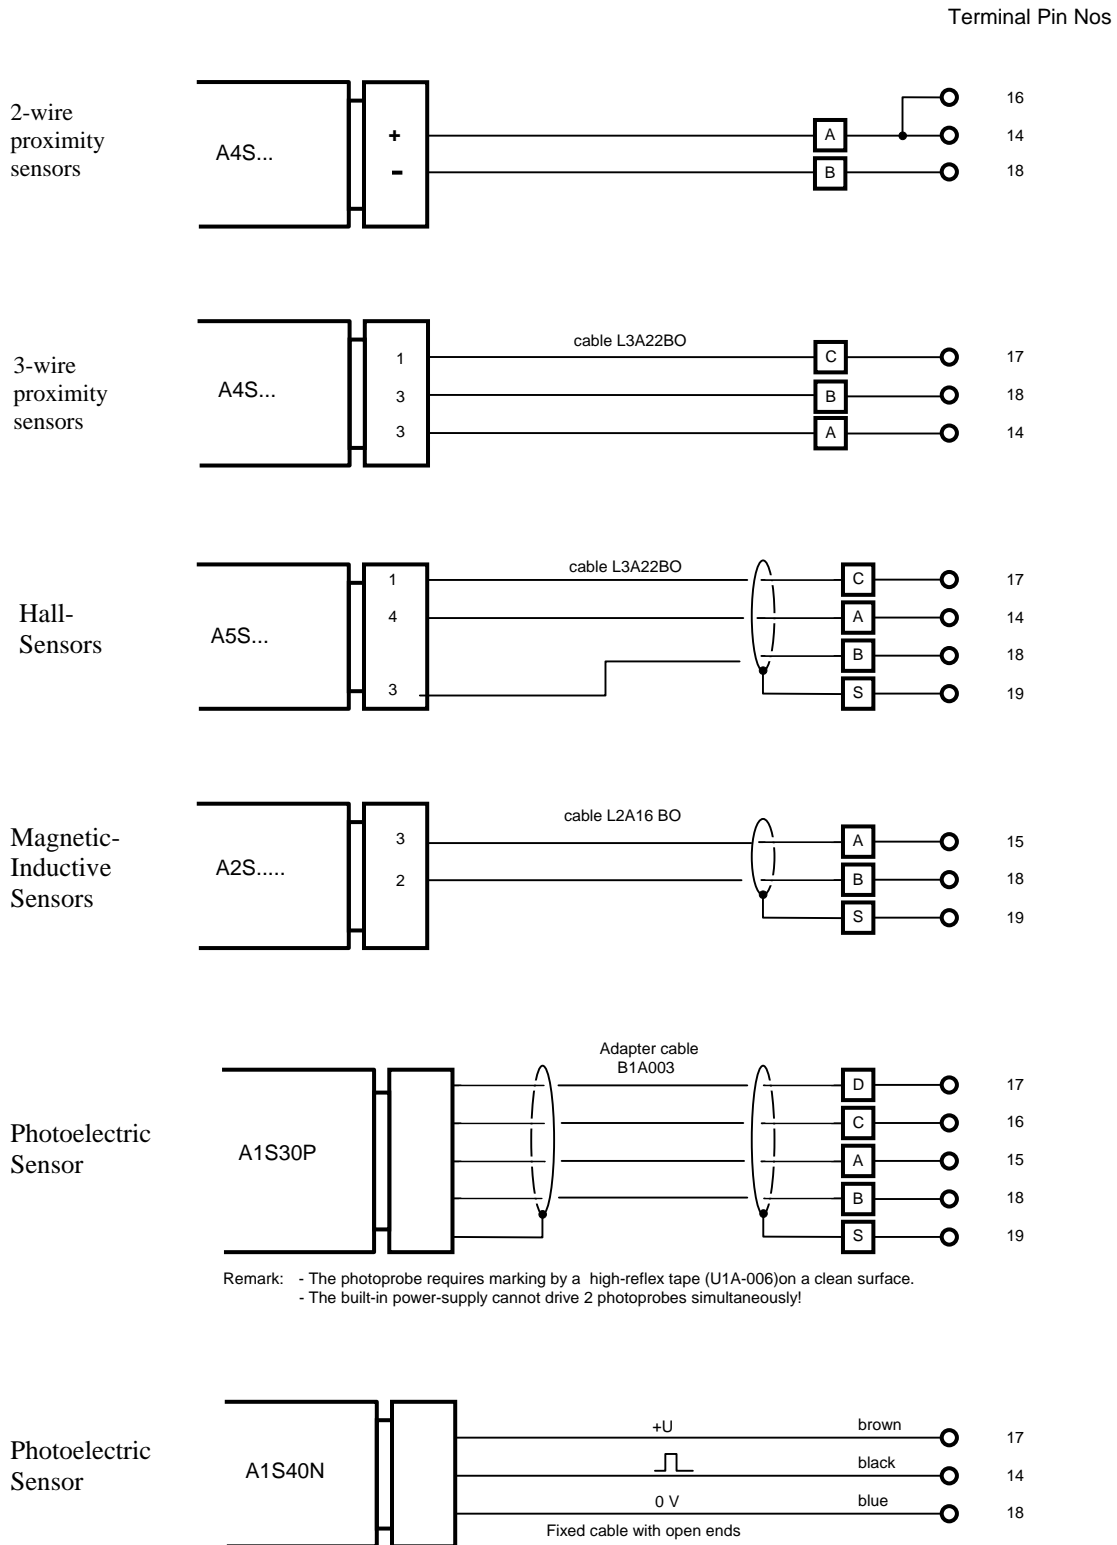 Terminal Pin Nos
2-wire
proximity
sensors
A4S...
+
-
A
B
16
14
18
3-wire
proximity
sensors
A4S...
1
3
3
cable L3A22BO
C
B
A
17
18
14
Hall-
Sensors
A5S...
1
4
3
cable L3A22BO
C
A
B
S
17
14
18
19
Magnetic-
Inductive
Sensors
A2S.....
3
2
cable L2A16 BO
A
B
S
15
18
19
Photoelectric
Sensor
A1S30P
Adapter cable
B1A003
D
C
A
B
S
17
16
15
18
19
Remark: - The photoprobe requires marking by a high-reflex tape (U1A-006)on a clean surface.
- The built-in power-supply cannot drive 2 photoprobes simultaneously!
Photoelectric
Sensor
A1S40N
+U
brown
17
black
14
0 V
blue
18
Fixed cable with open ends